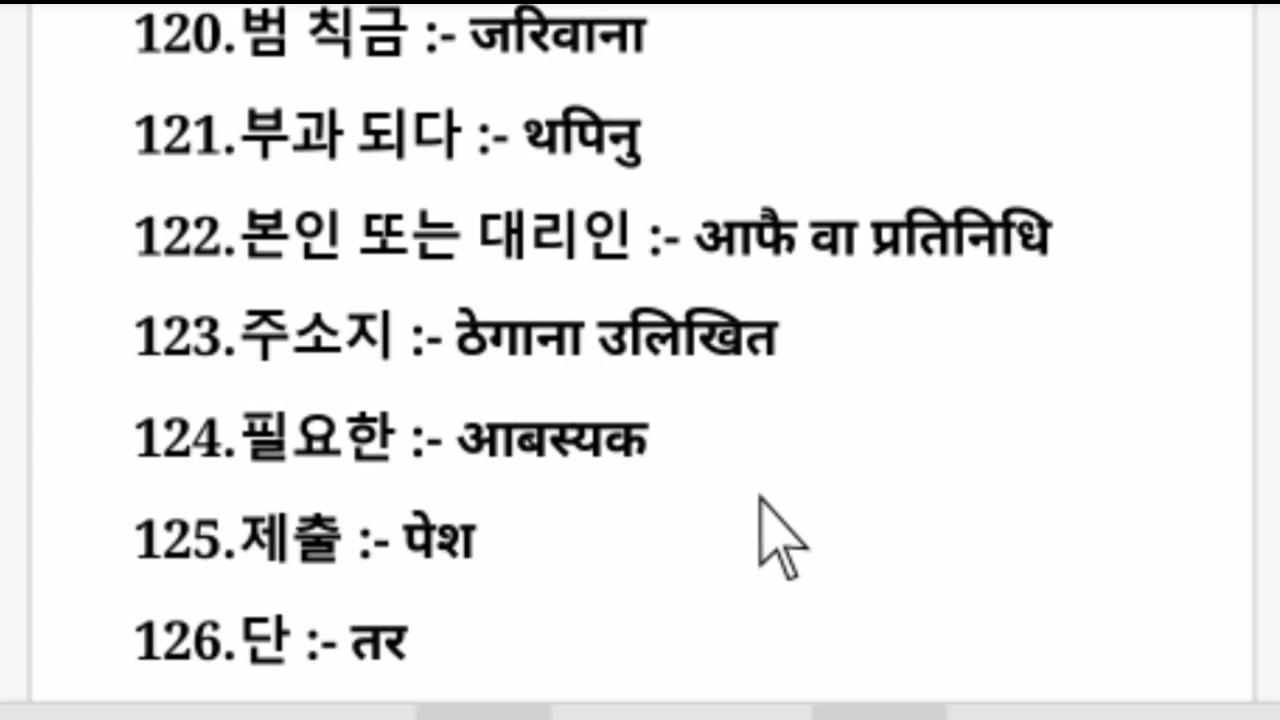 120.범 칙금 :- जरिवाना
121.부과 되다 :- थपिनु
122.본인 또는 대리인 :- आफै वा प्रतिनिधि
123.주소지 :- ठेगाना उलिखित
124.필요한 :- आबस्यक
125.제출 :- पेश
126.단 :- तर